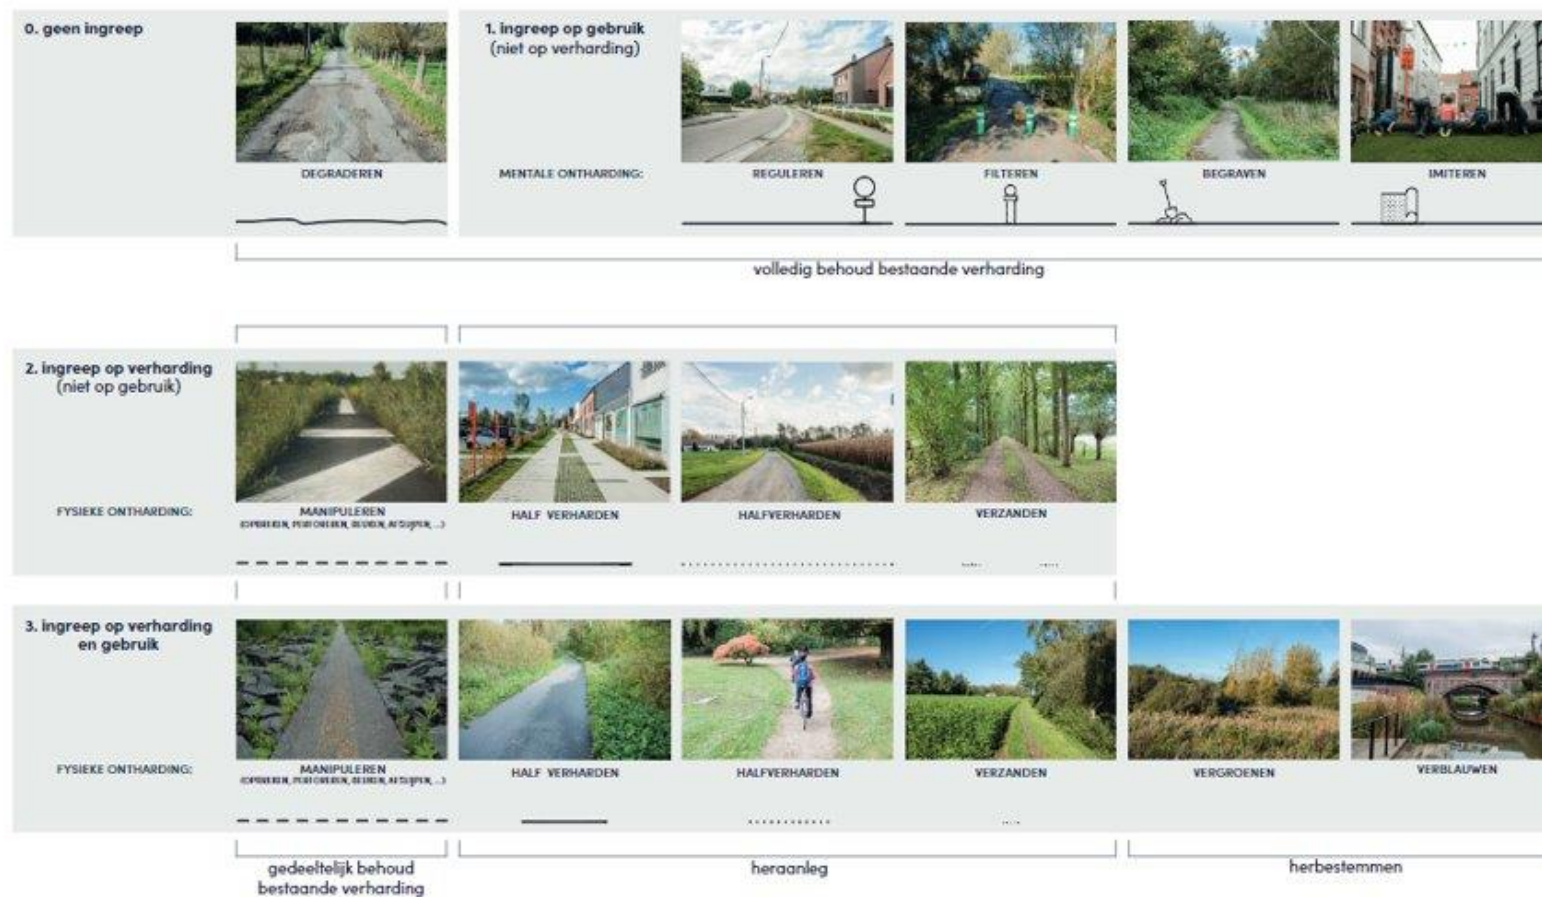 0. geen ingreep
1. ingreep op gebruik
(niet op verharding)
DEGRADEREN
MENTALE ONTHARDING:
REGULEREN
FILTEREN
BEGRAVEN
IMITEREN
volledig behoud bestaande verharding
2. ingreep op verharding
(niet op gebruik)
FYSIEKE ONTHARDING:
MANIPULEREN
HALF VERHARDEN
HALFVERHARDEN
VERZANDEN
3. ingreep op verharding
en gebruik
FYSIEKE ONTHARDING:
MANIPULEREN
HALF VERHARDEN
HALFVERHARDEN
VERZANDEN
VERGROENEN
VERBLAUWEN
gedeeltelijk behoud
bestaande verharding
heraanleg
herbestemmen